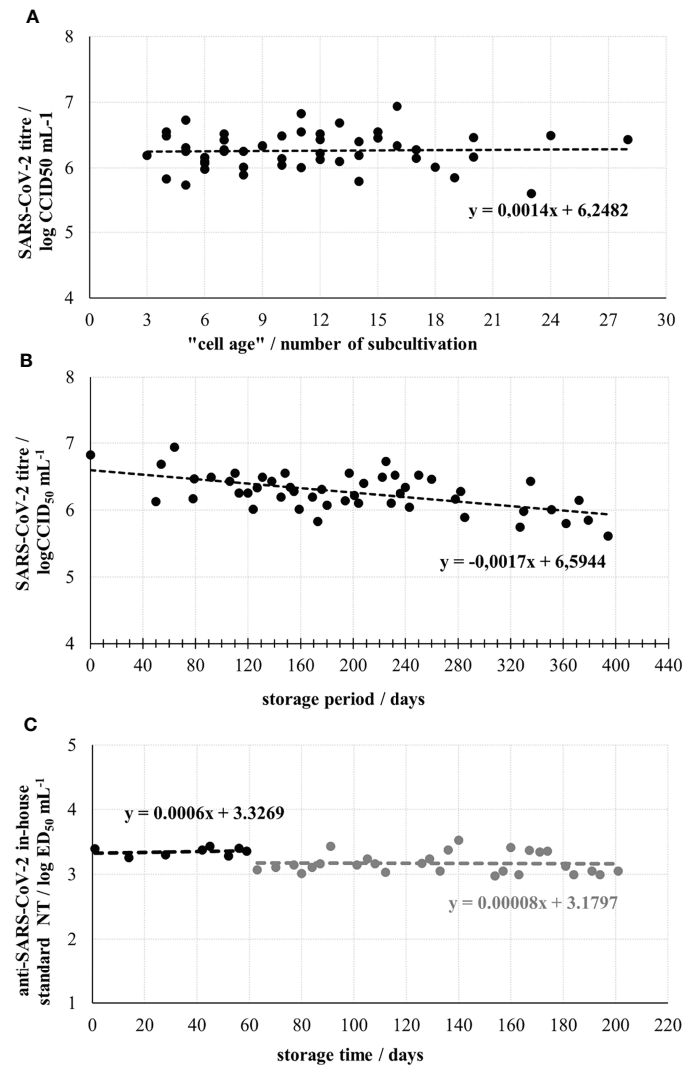 A
SARS-CoV-2 titre /
log CCID50 mL-1
8
7
6
5
4
y = 0,0014x + 6,2482
0 3 6 9 12 15 18 21 24 27 30
"cell age" / number of subcultivation
B
SARS-CoV-2 titre /
logCCID50 mL-1
8
7
6
5
4
y = -0,0017x + 6,5944
0 40 80 120 160 200 240 280 320 360 400 440
storage period / days
C
anti-SARS-CoV-2 in-house
standard NT / log ED50 mL-1
5
4
3
2
1
y = 0.0006x + 3.3269
y = 0.00008x + 3.1797
0 20 40 60 80 100 120 140 160 180 200 220
storage time / days